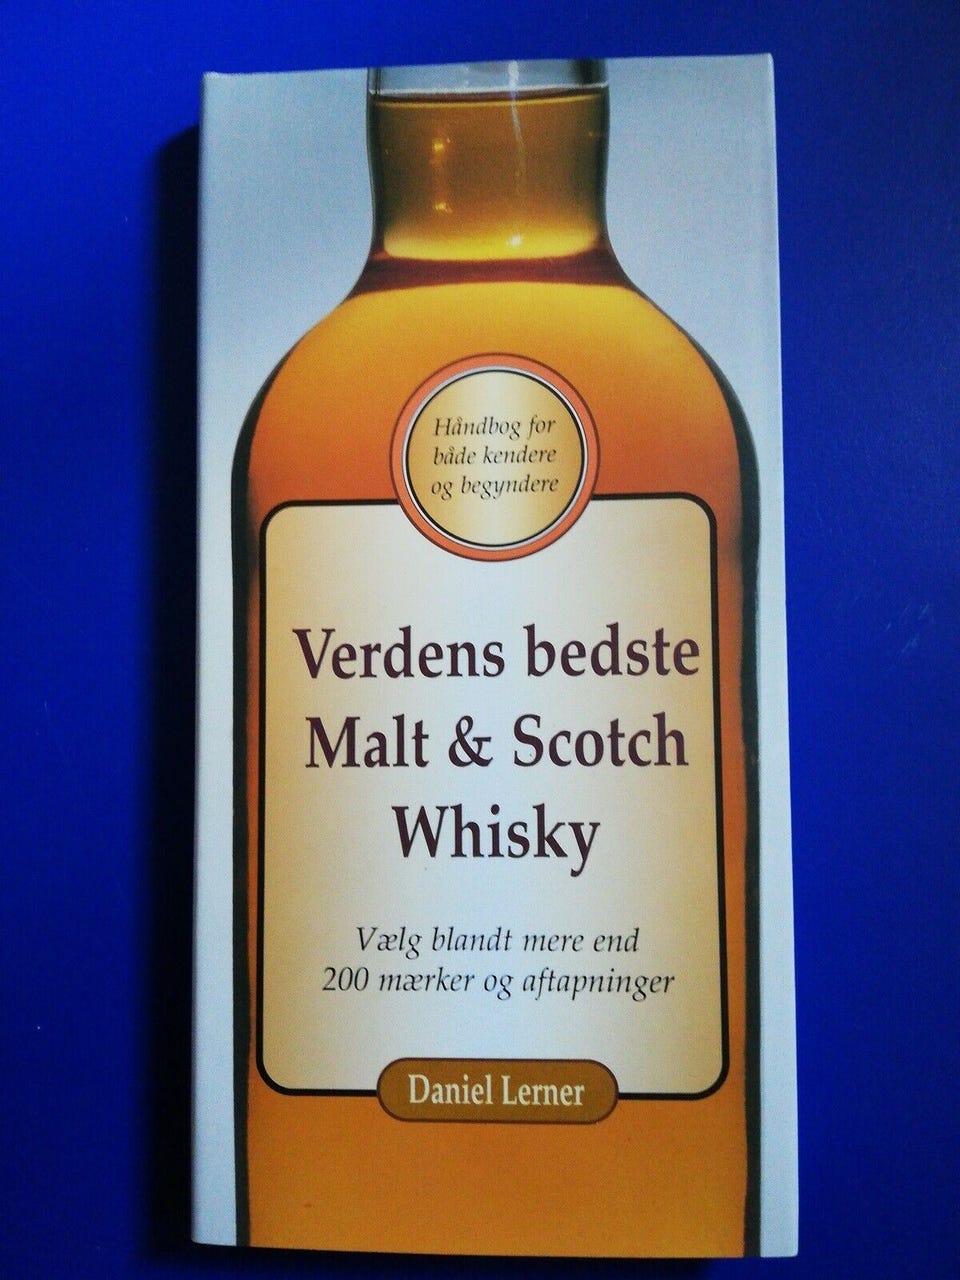 Håndbog for
både kendere
og begyndere
Verdens bedste
Malt & Scotch
Whisky
Vælg blandt mere end
200 mærker og aftapninger
Daniel Lerner